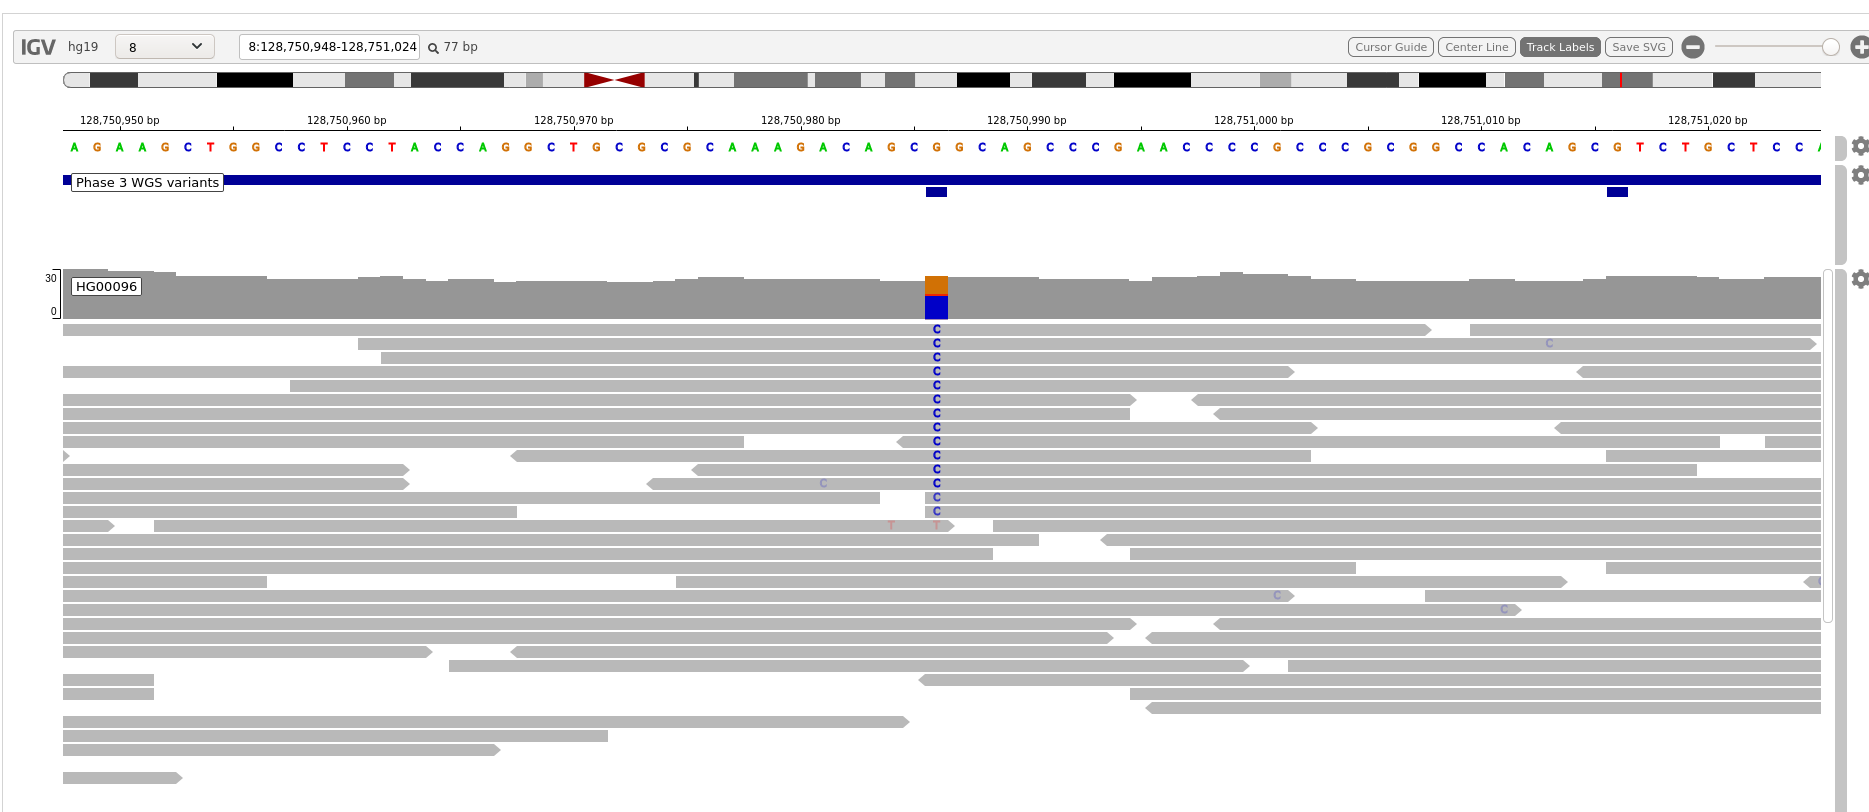 IGV hg19 8 8:128,750,948-128,751,024 77 bp Cursor Guide Center Line Track Labels Save SVG
128,750,950 bp 128,750,960 bp 128,750,970 bp 128,750,980 bp 128,750,990 bp 128,751,000 bp 128,751,010 bp 128,751,020 bp
A G A A G C T G G C C T C C T A C C A G G C T G C G C G C A A A G A C A G C G G C A G C C C G A A C C C C G C C C G C G G C C A C A G C G T C T G C T C C A
Phase 3 WGS variants
30
HG00096
0
C
C C
C
C
C
C
C
C
C
C
C
C C
C
C
T T
C
C